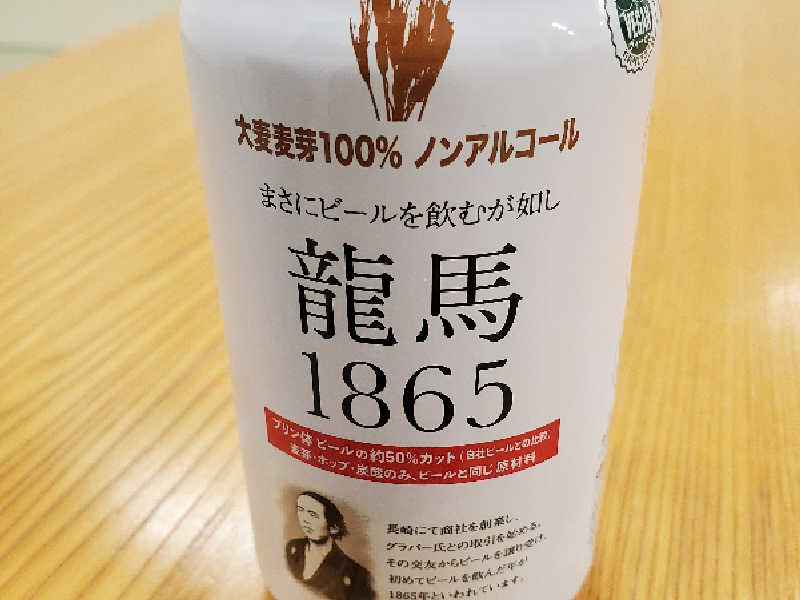 VEGAN
大麦麦芽100% ノンアルコール
まさにビールを飲むが如し
龍馬
1865
プリン体 ビールの約50%カット(自社ビールとの比較)
麦芽・ホップ・炭酸のみ、ビールと同じ原材料
長崎にて商社を創業し、
グラバー氏との取引を始める。
その交友からビールを譲り受け、
初めてビールを飲んだ年が
1865年といわれています。